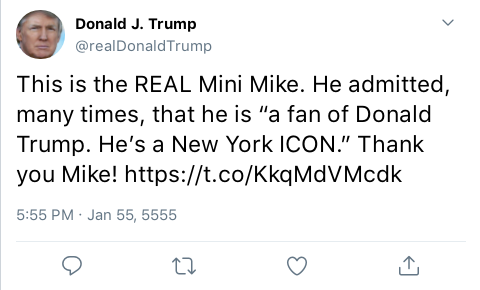 Donald J. Trump
@realDonaldTrump
This is the REAL Mini Mike. He admitted,
many times, that he is “a fan of Donald
Trump. He’s a New York ICON.” Thank
you Mike! https://t.co/KkqMdVMcdk
5:55 PM · Jan 55, 5555